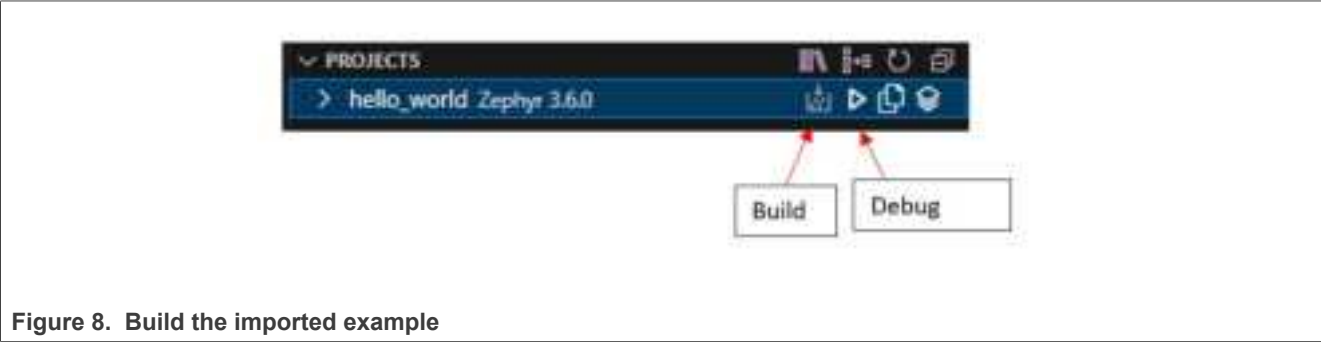 PROJECTS
hello_world Zephyr 3.6.0
Build
Debug
Figure 8. Build the imported example